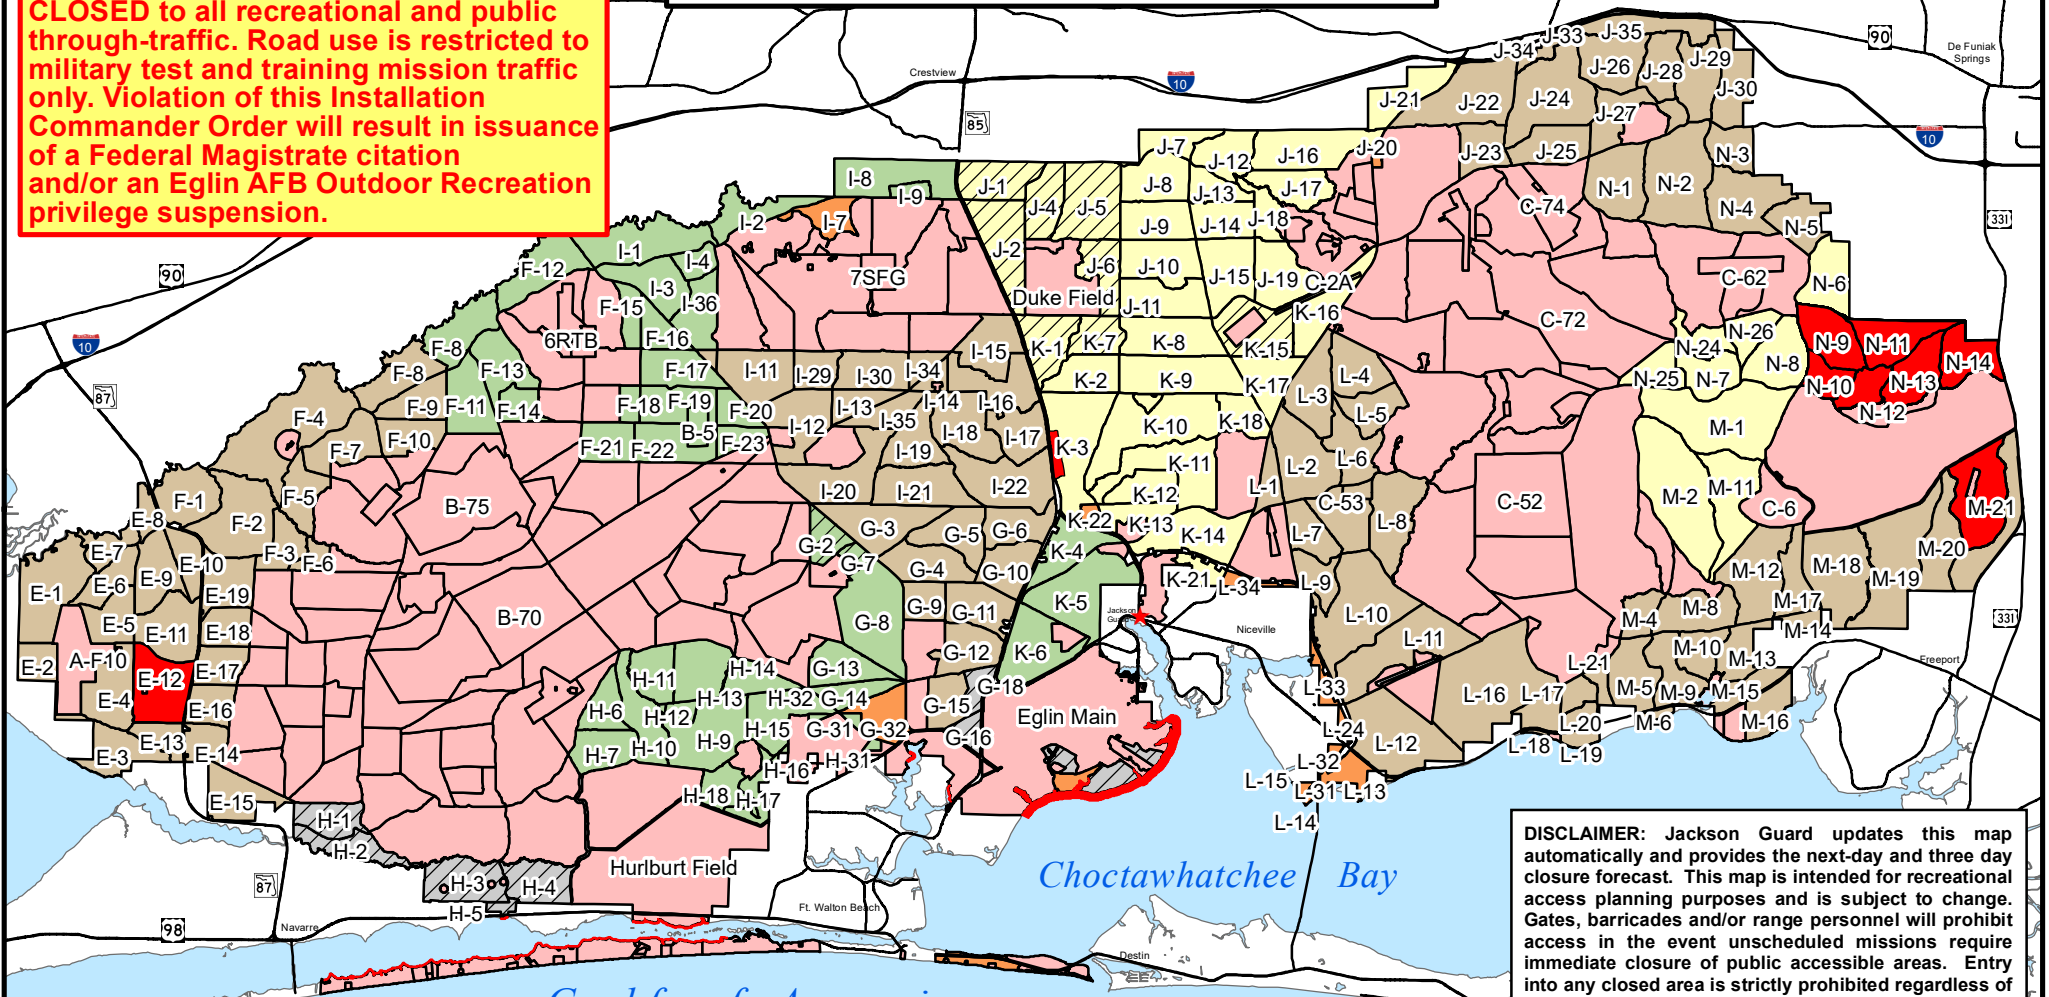 CLOSED to all recreational and public
through-traffic. Road use is restricted to
military test and training mission traffic
only. Violation of this Installation
Commander Order will result in issuance
of a Federal Magistrate citation
and/or an Eglin AFB Outdoor Recreation
privilege suspension.
Crestview
85
10
90
De Funiak
Springs
10
331
90
10
87
J-33
J-35
J-34
J-26
J-28
J-29
J-30
J-21
J-22
J-24
J-27
J-7
J-12
J-16
J-20
J-23
J-25
N-3
I-8
I-9
J-1
J-8
J-13
J-17
N-1
N-2
J-4
J-5
C-74
N-4
I-2
I-7
J-9
J-14
J-18
N-5
I-1
I-4
J-2
J-6
J-10
J-15
J-19
C-2A
C-62
N-6
F-12
I-3
I-36
7SFG
Duke Field
J-11
K-16
F-15
C-72
N-26
6RTB
F-16
K-1
K-7
K-8
K-15
N-24
N-8
N-9
N-11
N-14
F-8
F-8
F-13
F-17
I-11
I-29
I-30
I-34
I-15
K-2
K-9
K-17
L-4
L-3
N-25
N-7
N-10
N-13
N-12
F-4
F-9
F-11
F-14
F-18
F-19
F-20
I-13
I-14
I-16
I-35
L-5
F-7
F-10
F-21
F-22
B-5
F-23
I-12
I-18
I-17
I-19
K-3
K-10
K-18
M-1
K-11
L-2
L-6
F-1
F-5
F-2
B-75
I-20
I-21
I-22
K-12
L-1
C-53
C-52
M-2
M-11
C-6
M-21
E-8
G-3
G-5
G-6
K-22
K-13
K-14
L-7
L-8
E-7
F-3
F-6
G-2
G-7
K-4
M-20
E-1
E-6
E-9
E-10
G-4
G-10
K-21
L-34
L-9
M-12
M-18
M-19
E-19
K-5
Jackson
Niceville
L-10
M-17
E-5
E-11
E-18
B-70
G-9
G-11
G-8
M-4
M-8
M-14
331
E-2
A-F10
E-12
E-17
H-11
H-14
G-13
G-12
K-6
L-11
M-10
M-13
Freeport
E-4
E-16
H-6
H-12
H-13
H-32
G-14
G-15
G-18
L-33
L-16
L-17
L-21
M-5
M-9
M-15
E-3
E-13
E-14
H-7
H-10
H-9
H-15
G-31
G-32
G-16
Eglin Main
L-24
L-12
L-20
M-6
M-16
H-16
H-31
L-32
L-18
L-19
E-15
H-18
H-17
L-15
L-31
L-13
L-14
H-1
H-2
H-3
H-4
H-5
Hurlburt Field
87
98
Navarre
Ft. Walton Beach
Destin
Choctawhatchee Bay
DISCLAIMER: Jackson Guard updates this map
automatically and provides the next-day and three day
closure forecast. This map is intended for recreational
access planning purposes and is subject to change.
Gates, barricades and/or range personnel will prohibit
access in the event unscheduled missions require
immediate closure of public accessible areas. Entry
into any closed area is strictly prohibited regardless of